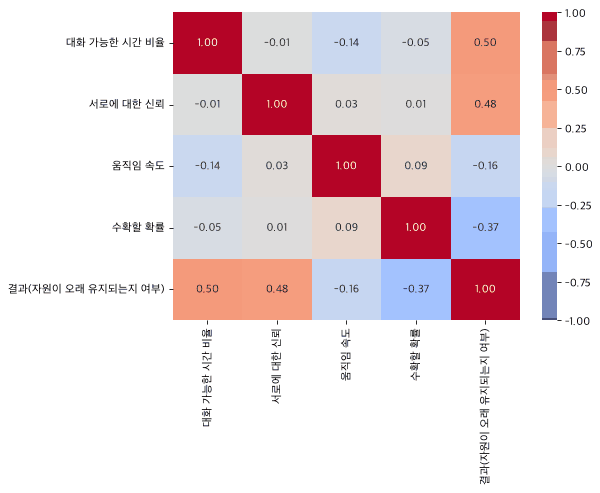 대화 가능한 시간 비율
1.00 -0.01 -0.14 -0.05 0.50
서로에 대한 신뢰
-0.01 1.00 0.03 0.01 0.48
움직임 속도
-0.14 0.03 1.00 0.09 -0.16
수확할 확률
-0.05 0.01 0.09 1.00 -0.37
결과(자원이 오래 유지되는지 여부)
0.50 0.48 -0.16 -0.37 1.00
대화 가능한 시간 비율
서로에 대한 신뢰
움직임 속도
수확할 확률
결과(자원이 오래 유지되는지 여부)
1.00
0.75
0.50
0.25
0.00
-0.25
-0.50
-0.75
-1.00